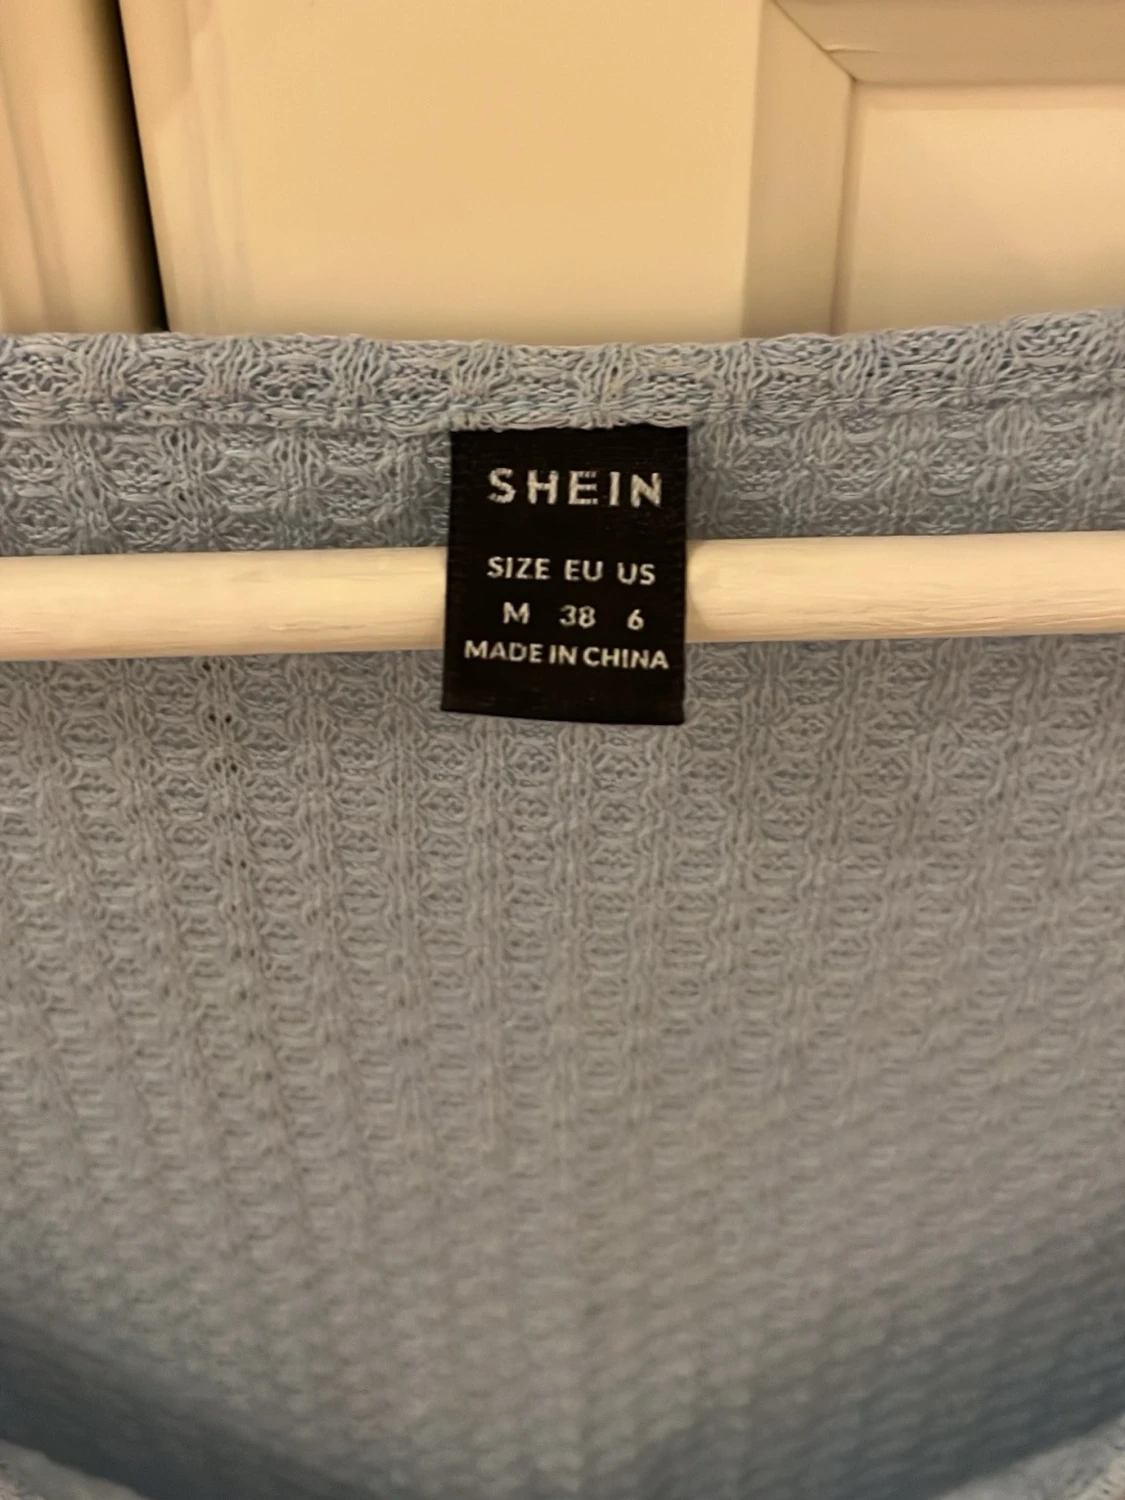 SHEIN
SIZE EU US
M 38 6
MADE IN CHINA